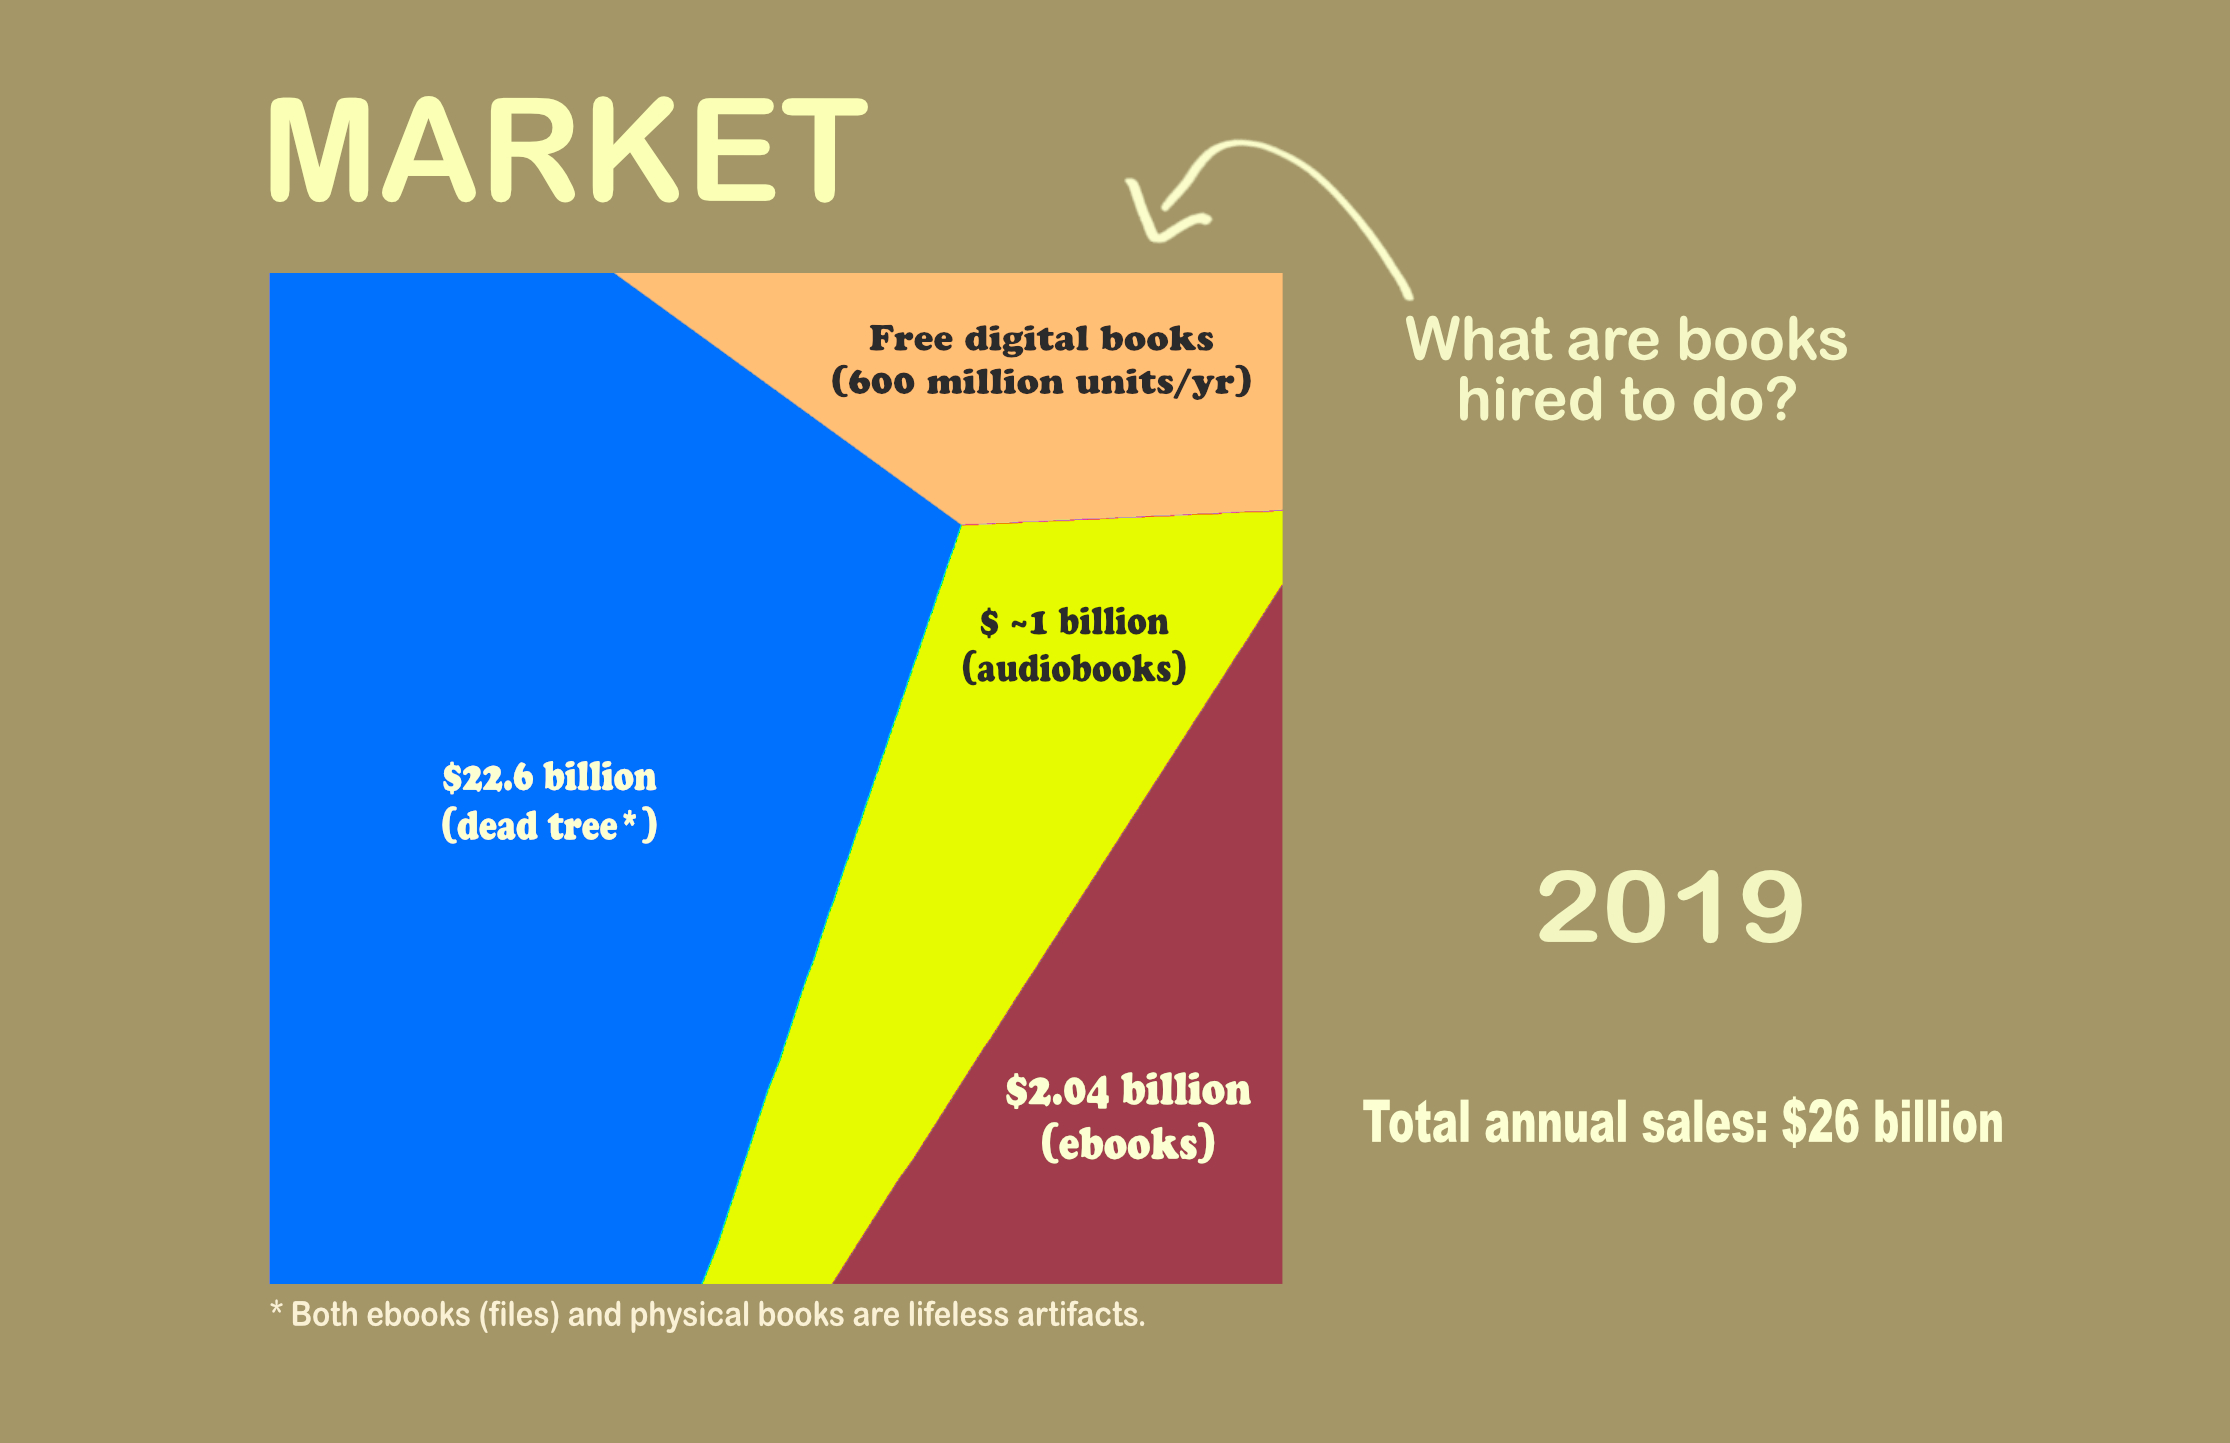 MARKET
What are books
hired to do?
Free digital books
(600 million units/yr)
$ ~1 billion
(audiobooks)
$22.6 billion
(dead tree*)
2019
$2.04 billion
(ebooks)
Total annual sales: $26 billion
* Both ebooks (files) and physical books are lifeless artifacts.